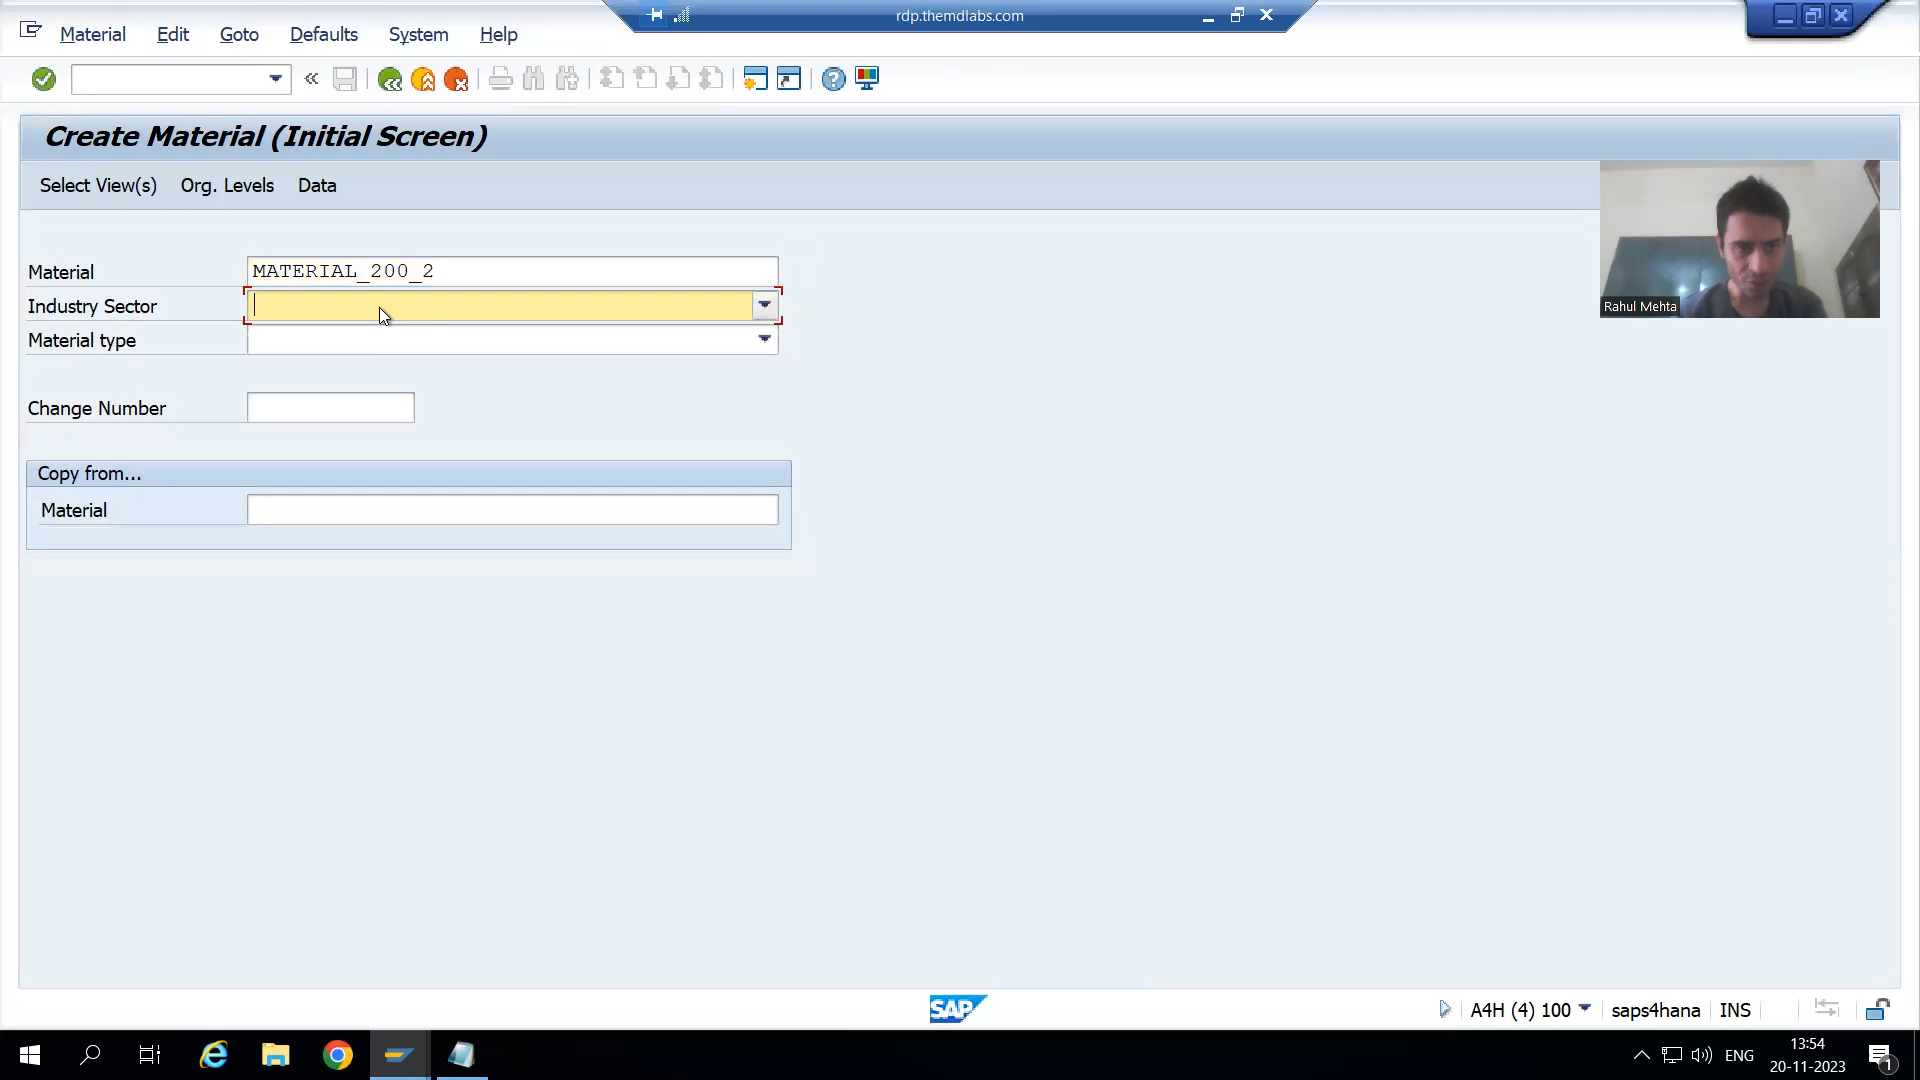 rdp.themdlabs.com
Material Edit Goto Defaults System Help
Create Material (Initial Screen)
Select View(s) Org. Levels Data
Material MATERIAL_200_2
Industry Sector
Material type
Change Number
Copy from...
Material
Rahul Mehta
SAP
A4H (4) 100 saps4hana INS
ENG
13:54
20-11-2023
1